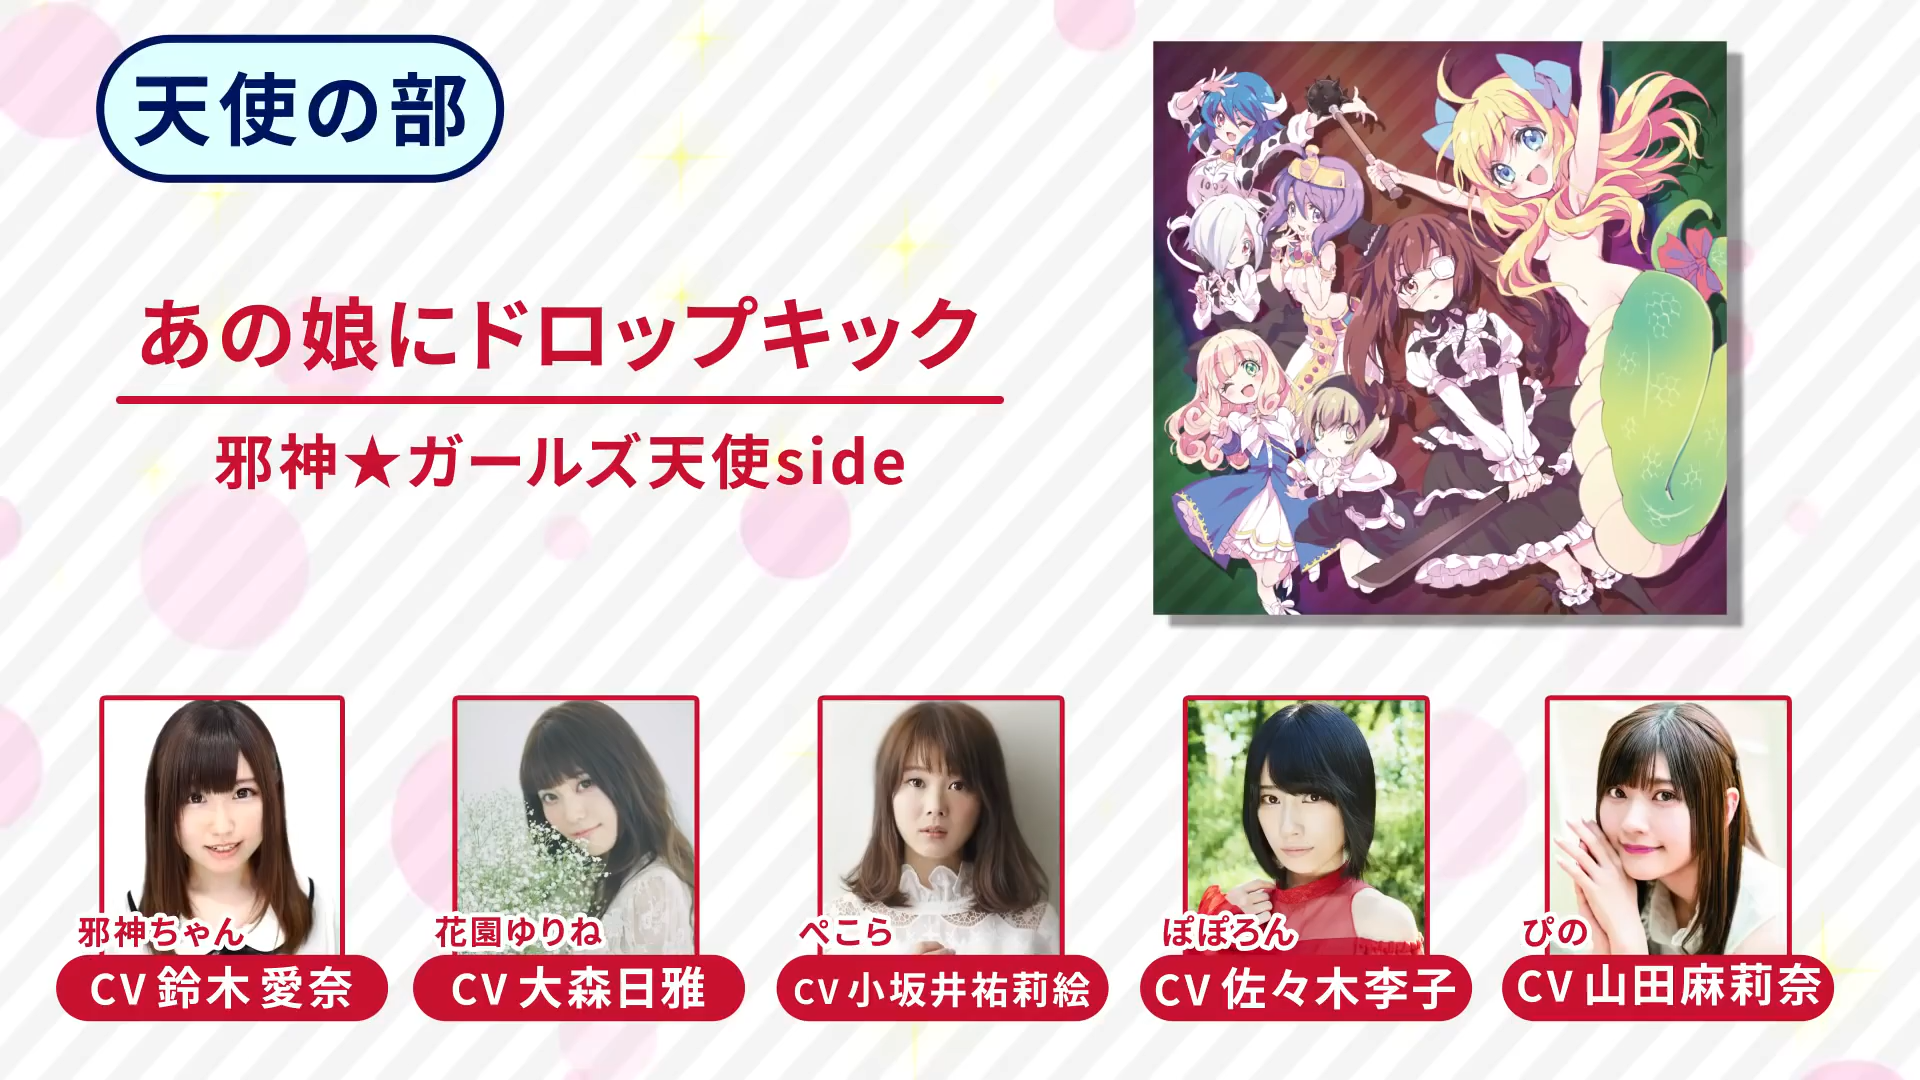 天使の部
あの娘にドロップキック
邪神★ガールズ天使side
邪神ちゃん
CV 鈴木 愛奈
花園ゆりね
CV 大森日雅
ぺこら
CV 小坂井祐莉絵
ぽぽろん
CV 佐々木李子
ぴの
CV 山田麻莉奈